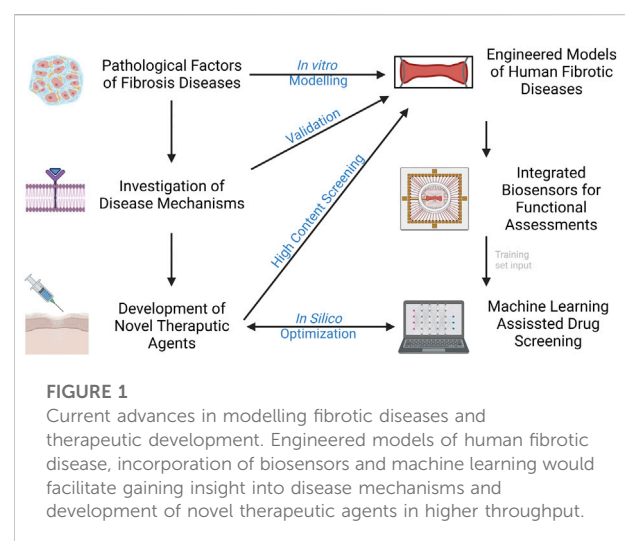 Pathological Factors
of Fibrosis Diseases
In vitro
Modelling
Engineered Models
of Human Fibrotic
Diseases
Validation
Investigation of
Disease Mechanisms
High Content Screening
Integrated
Biosensors for
Functional
Assessments
Training
set input
Development of
Novel Theraputic
Agents
In Silico
Optimization
Machine Learning
Assissted Drug
Screening
FIGURE 1
Current advances in modelling fibrotic diseases and
therapeutic development. Engineered models of human fibrotic
disease, incorporation of biosensors and machine learning would
facilitate gaining insight into disease mechanisms and
development of novel therapeutic agents in higher throughput.